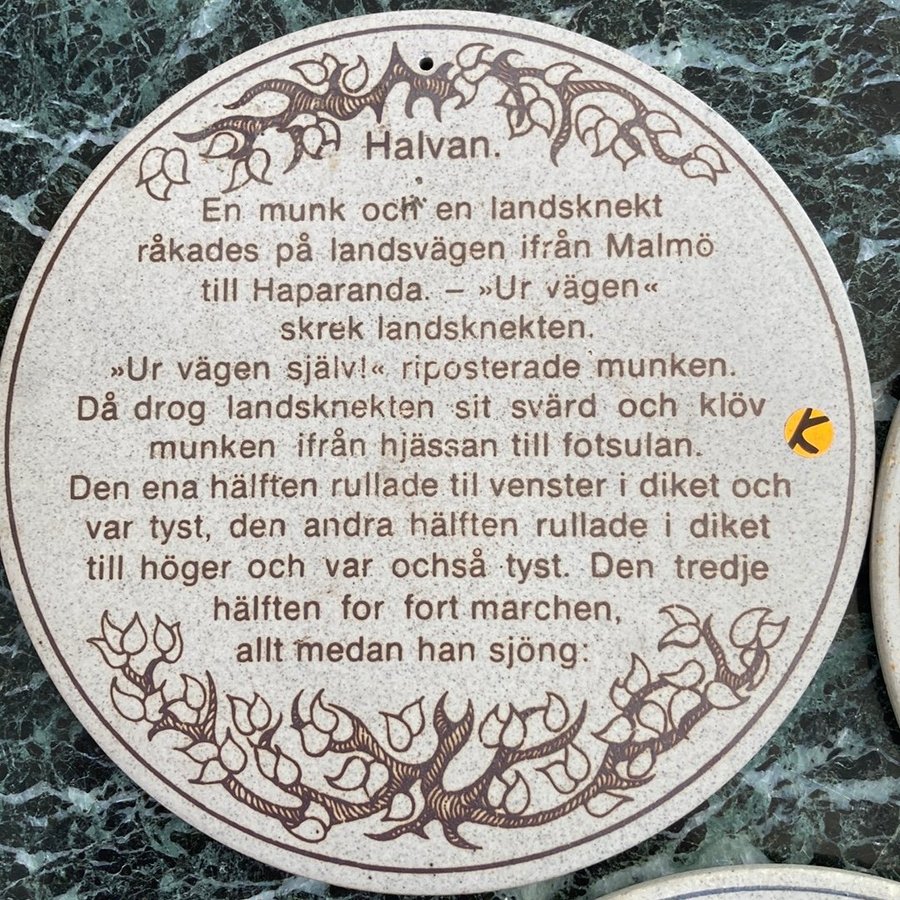 Halvan.
En munk och en landsknekt
råkades på landsvägen ifrån Malmö
till Haparanda. – »Ur vägen«
skrek landsknekten.
»Ur vägen själv!« riposterade munken.
Då drog landsknekten sit svärd och klöv
munken ifrån hjässan till fotsulan.
Den ena hälften rullade til venster i diket och
var tyst, den andra hälften rullade i diket
till höger och var ochså tyst. Den tredje
hälften for fort marchen,
allt medan han sjöng:
K